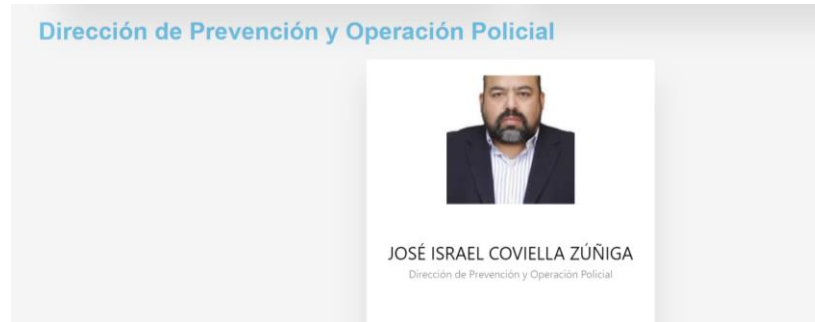 Dirección de Prevención y Operación Policial
JOSÉ ISRAEL COVIELLA ZÚÑIGA
Dirección de Prevención y Operación Policial